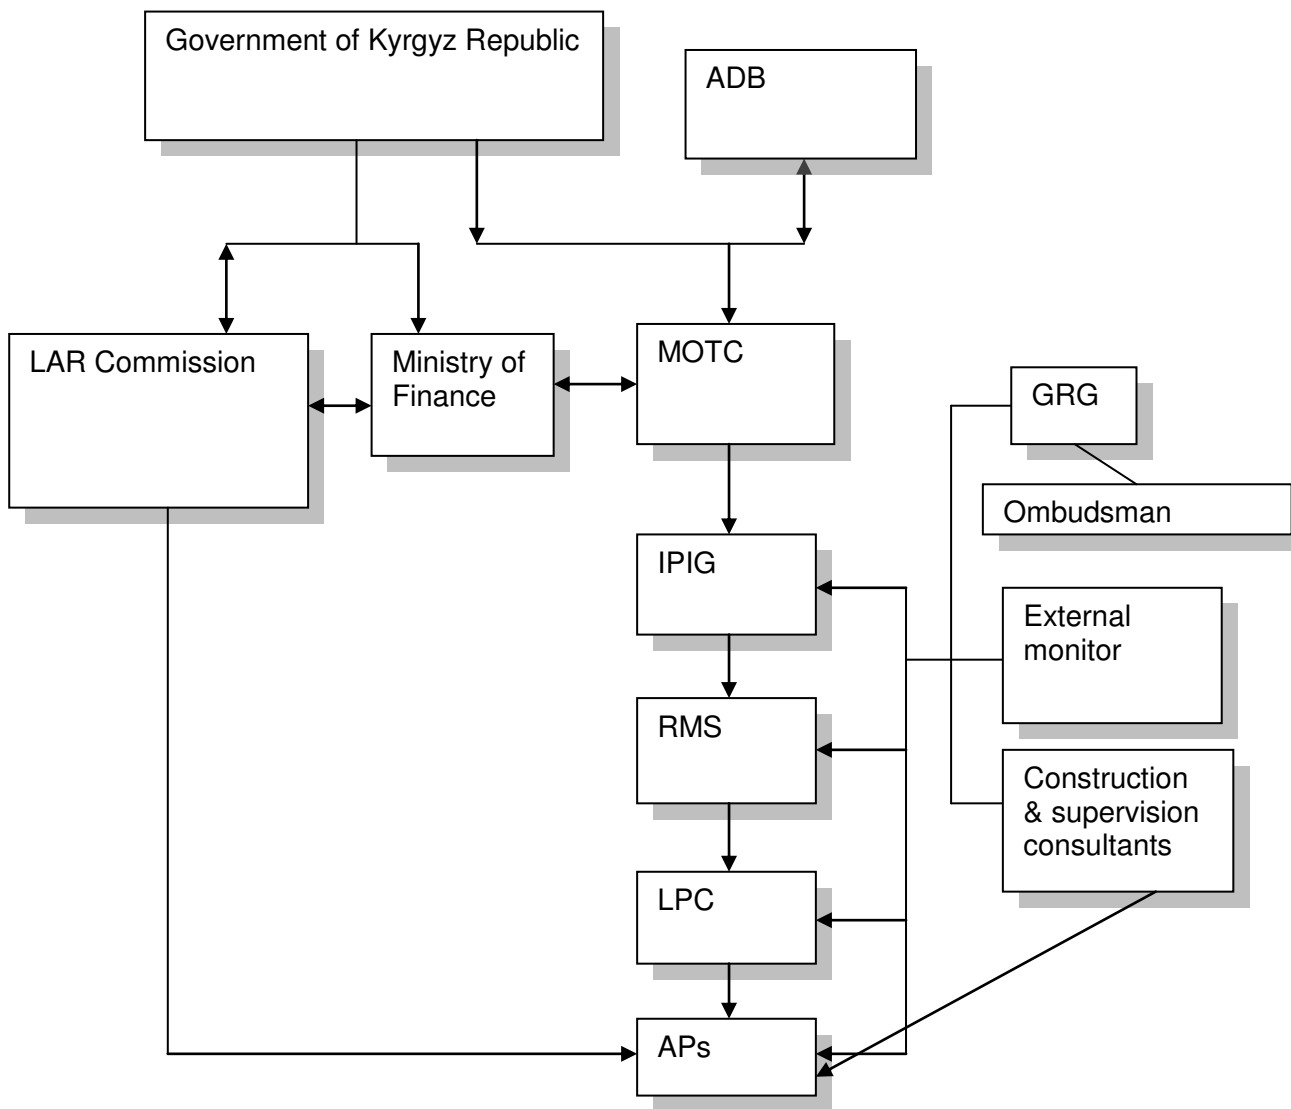 Government of Kyrgyz Republic
ADB
LAR Commission
Ministry of
Finance
MOTC
GRG
Ombudsman
IPIG
External
monitor
RMS
Construction
& supervision
consultants
LPC
APs